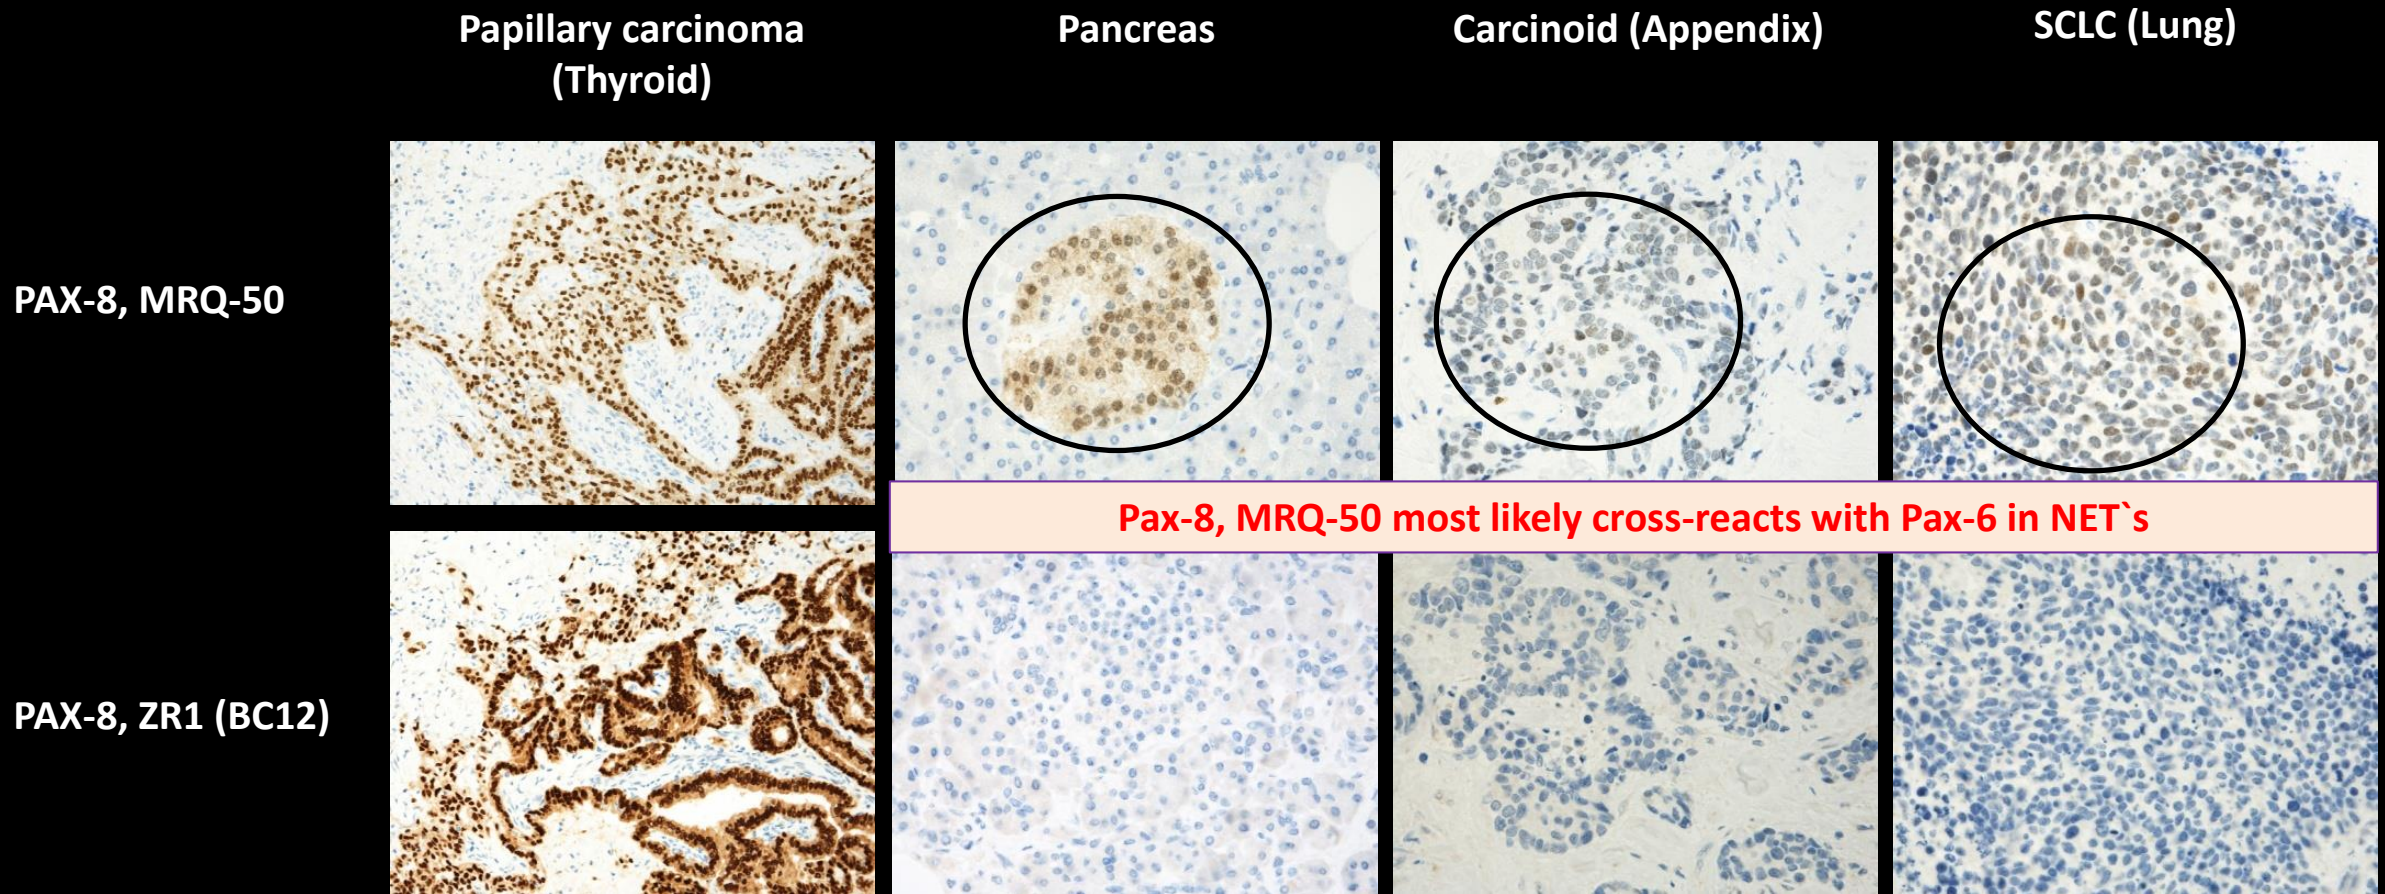 Papillary carcinoma
(Thyroid)
Pancreas
Carcinoid (Appendix)
SCLC (Lung)
PAX-8, MRQ-50
Pax-8, MRQ-50 most likely cross-reacts with Pax-6 in NET`s
PAX-8, ZR1 (BC12)